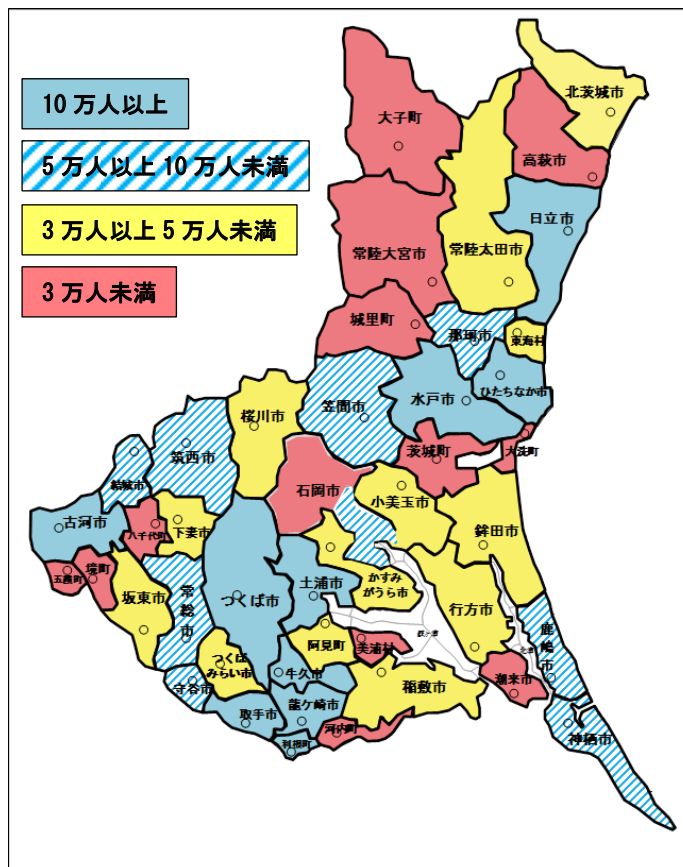 10万人以上
5万人以上10万人未満
3万人以上5万人未満
3万人未満
北茨城市
大子町
高萩市
日立市
常陸大宮市
常陸太田市
城里町
那珂市
東海村
ひたちなか市
水戸市
笠間市
桜川市
筑西市
結城市
茨城町
大洗町
石岡市
小美玉市
鉾田市
古河市
八千代町
下妻市
五霞町
境町
坂東市
常総市
つくば市
土浦市
かすみ
がうら市
行方市
鹿嶋市
阿見町
美浦村
つくば
みらい市
牛久市
稲敷市
潮来市
守谷市
取手市
龍ケ崎市
河内町
利根町
神栖市